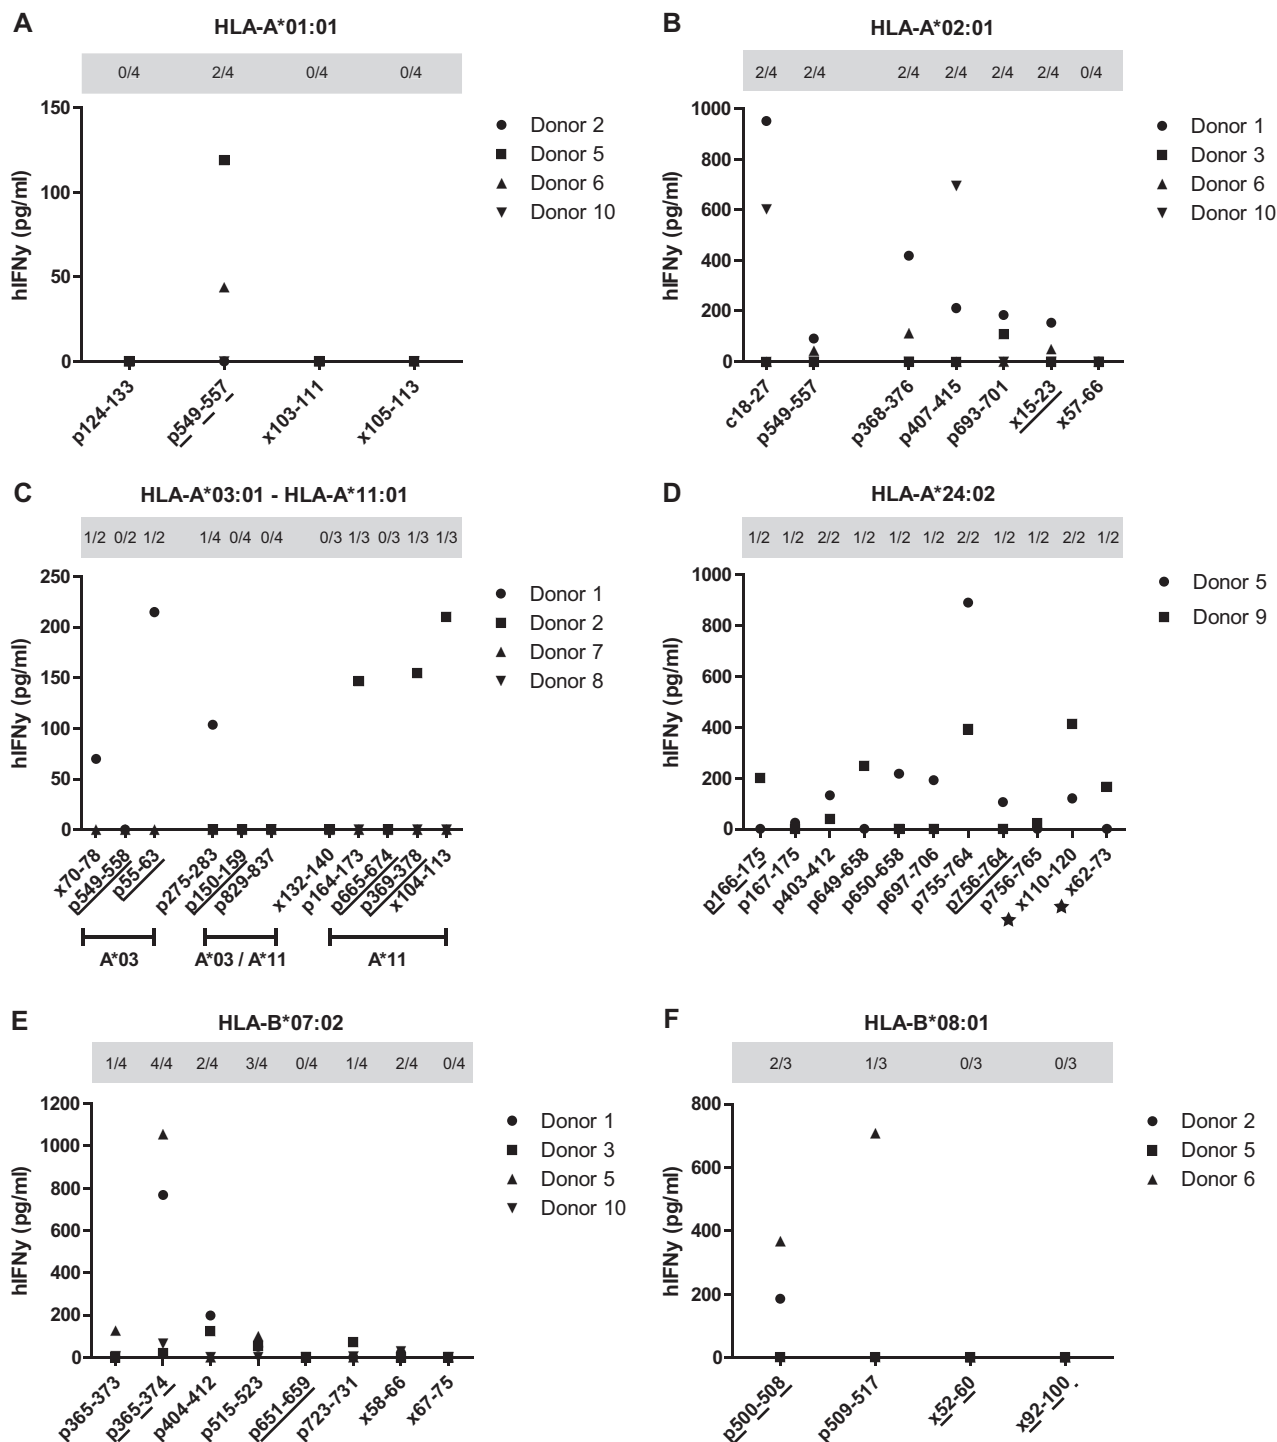 A
HLA-A*01:01
0/4 2/4 0/4 0/4
150
100
50
0
hIFNy (pg/ml)
p124-133 p549-557 x103-111 x105-113
Donor 2
Donor 5
Donor 6
Donor 10
B
HLA-A*02:01
2/4 2/4 2/4 2/4 2/4 2/4 0/4
1000
800
600
400
200
0
hIFNy (pg/ml)
c18-27 p549-557 p368-376 p407-415 p693-701 x15-23 x57-66
Donor 1
Donor 3
Donor 6
Donor 10
C
HLA-A*03:01 - HLA-A*11:01
1/2 0/2 1/2 1/4 0/4 0/4 0/3 1/3 0/3 1/3 1/3
250
200
150
100
50
0
hIFNy (pg/ml)
x70-78 p549-558 p55-63 p275-283 p150-159 p829-837 x132-140 p164-173 p665-674 p369-378 x104-113
A*03 A*03 / A*11 A*11
Donor 1
Donor 2
Donor 7
Donor 8
D
HLA-A*24:02
1/2 1/2 2/2 1/2 1/2 1/2 2/2 1/2 1/2 2/2 1/2
1000
800
600
400
200
0
hIFNy (pg/ml)
p166-175 p167-175 p403-412 p649-658 p650-658 p697-706 p755-764 p756-764 p756-765 ★ x110-120 ★ x62-73
Donor 5
Donor 9
E
HLA-B*07:02
1/4 4/4 2/4 3/4 0/4 1/4 2/4 0/4
1200
1000
800
600
400
200
0
hIFNy (pg/ml)
p365-373 p365-374 p404-412 p515-523 p651-659 p723-731 x58-66 x67-75
Donor 1
Donor 3
Donor 5
Donor 10
F
HLA-B*08:01
2/3 1/3 0/3 0/3
800
600
400
200
0
hIFNy (pg/ml)
p500-508 p509-517 x52-60 x92-100
Donor 2
Donor 5
Donor 6